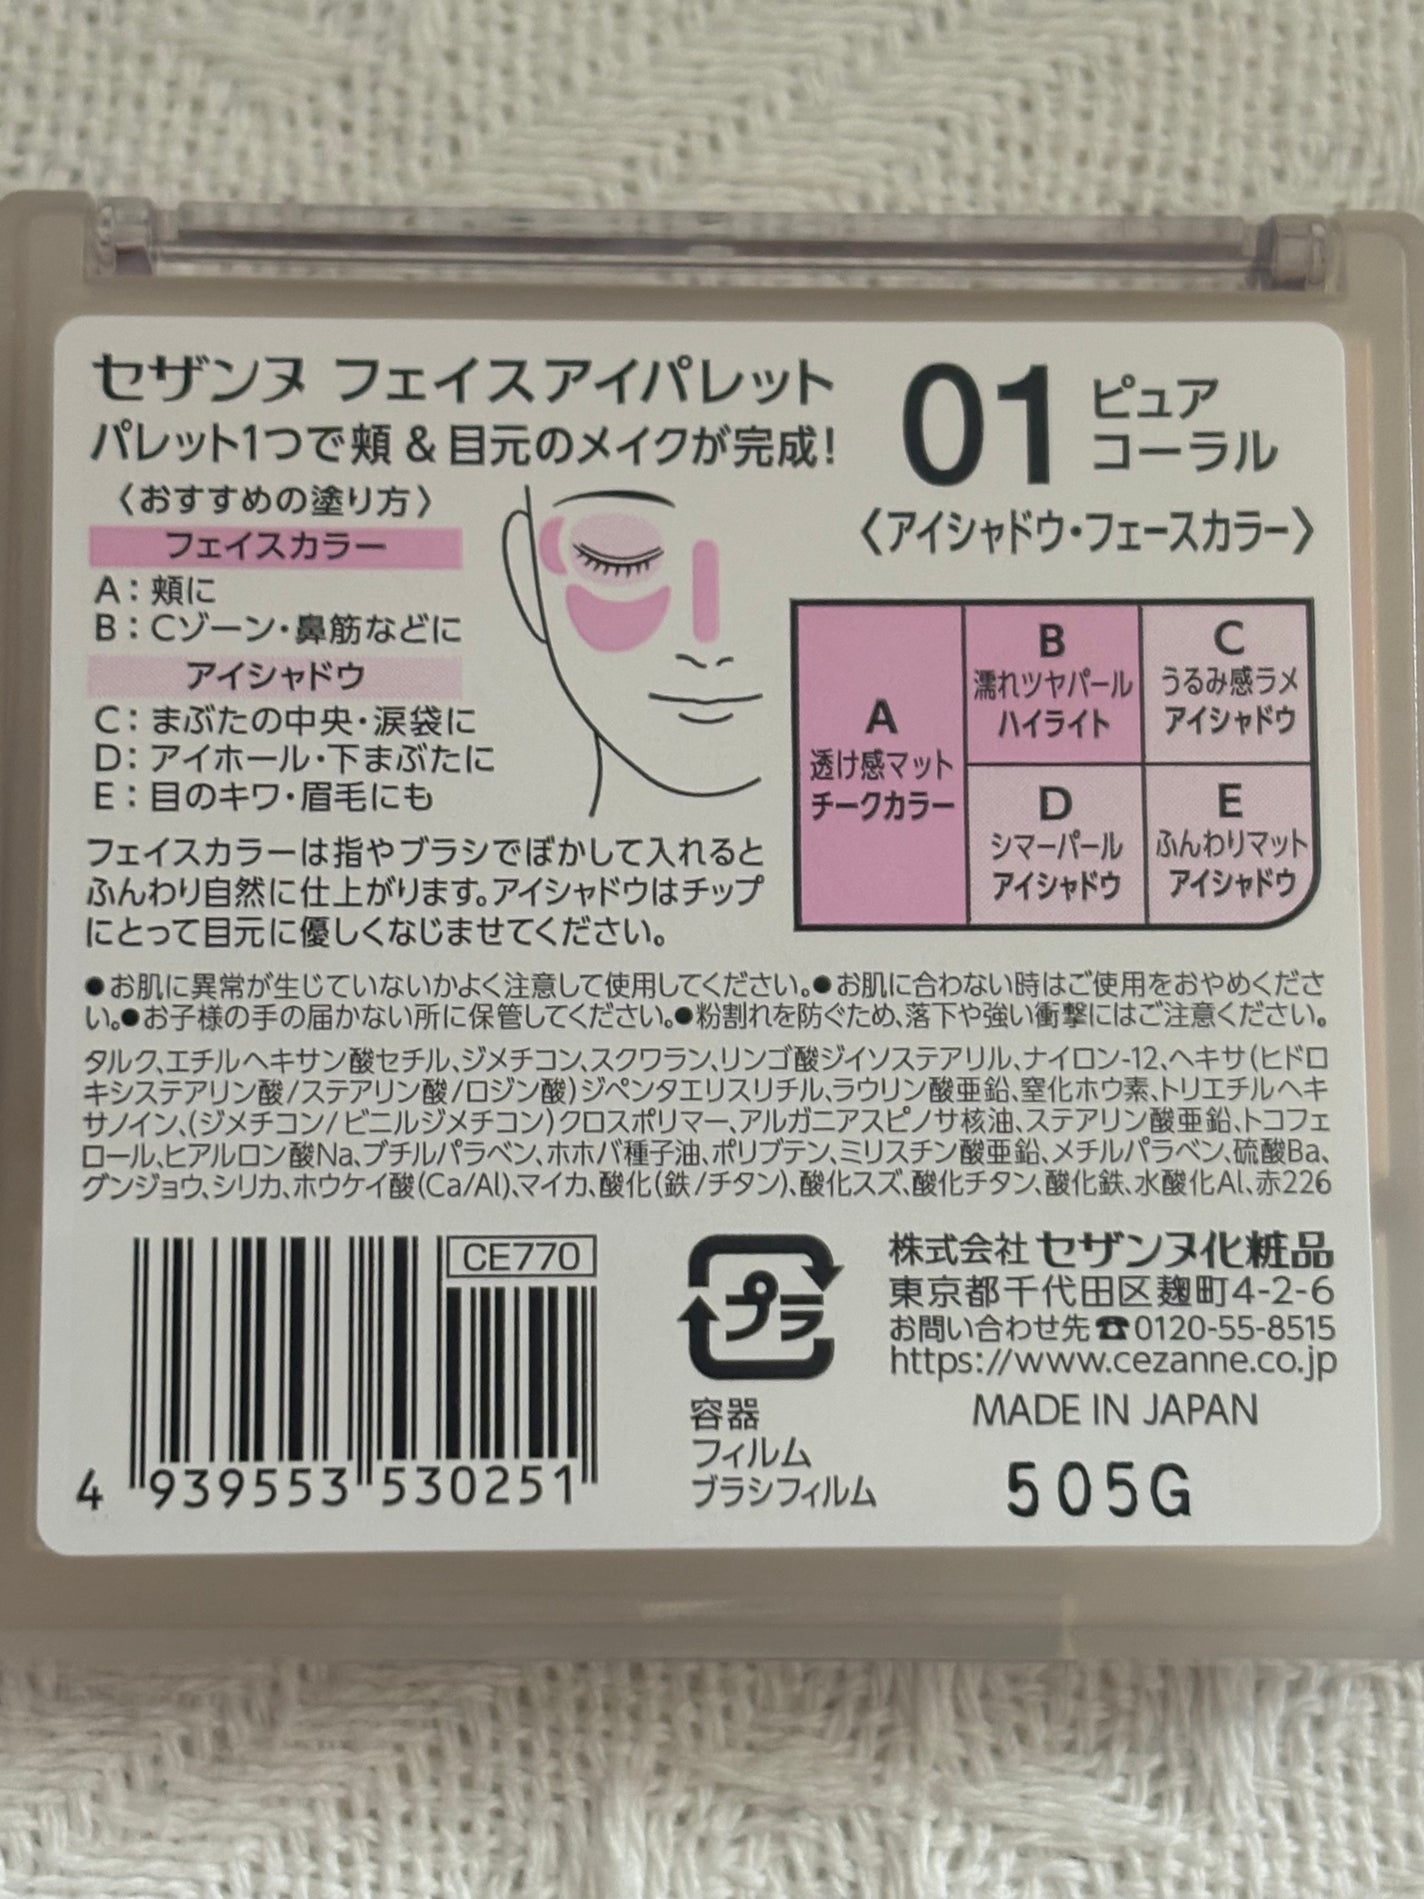 セザンヌ フェイスアイパレット
パレット1つで頬 & 目元のメイクが完成!
01 ピュア
コーラル
〈アイシャドウ・フェースカラー〉
〈おすすめの塗り方〉
フェイスカラー
A：頬に
B：Cゾーン・鼻筋などに
アイシャドウ
C：まぶたの中央・涙袋に
D：アイホール・下まぶたに
E：目のキワ・眉毛にも
A
透け感マット
チークカラー
B
濡れツヤパール
ハイライト
C
うるみ感ラメ
アイシャドウ
D
シマーパール
アイシャドウ
E
ふんわりマット
アイシャドウ
フェイスカラーは指やブラシでぼかして入れると
ふんわり自然に仕上がります。アイシャドウはチップ
にとって目元に優しくなじませてください。
●お肌に異常が生じていないかよく注意して使用してください。●お肌に合わない時はご使用をおやめくださ
い。●お子様の手の届かない所に保管してください。●粉割れを防ぐため、落下や強い衝撃にはご注意ください。
タルク、エチルヘキサン酸セチル、ジメチコン、スクワラン、リンゴ酸ジイソステアリル、ナイロン-12、ヘキサ(ヒドロ
キシステアリン酸/ステアリン酸/ロジン酸)ジペンタエリスリチル、ラウリン酸亜鉛、窒化ホウ素、トリエチルヘキ
サノイン、(ジメチコン/ビニルジメチコン)クロスポリマー、アルガニアスピノサ核油、ステアリン酸亜鉛、トコフェ
ロール、ヒアルロン酸Na、ブチルパラベン、ホホバ種子油、ポリブテン、ミリスチン酸亜鉛、メチルパラベン、硫酸Ba、
グンジョウ、シリカ、ホウケイ酸(Ca/Al)、マイカ、酸化(鉄/チタン)、酸化スズ、酸化チタン、酸化鉄、水酸化Al、赤226
CE770
4 939553 530251
プラ
容器
フィルム
ブラシフィルム
株式会社 セザンヌ化粧品
東京都千代田区麹町4-2-6
お問い合わせ先☎0120-55-8515
https://www.cezanne.co.jp
MADE IN JAPAN
505G